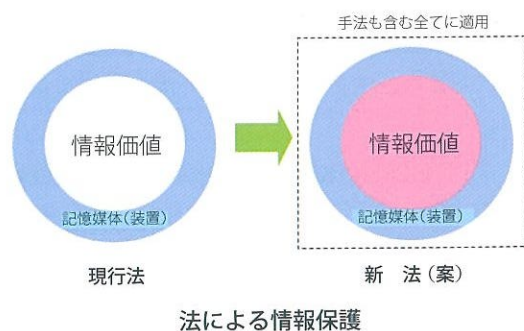 手法も含む全てに適用
情報価値
情報価値
記憶媒体(装置)
記憶媒体(装置)
現行法
新 法(案)
法による情報保護